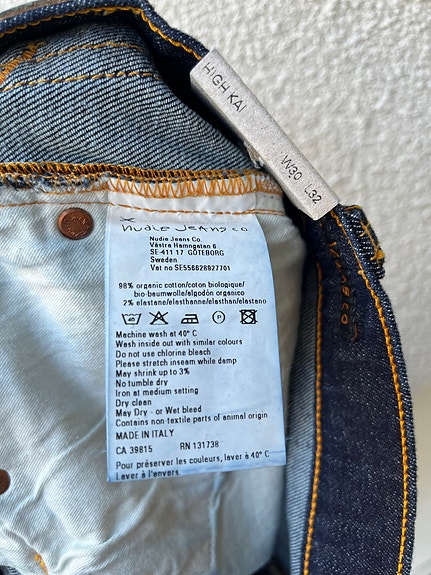 HIGH KAI
W30 L32
nudie Jeans co.
Nudie Jeans Co.
Västra Hamngatan 6
SE-411 17 GÖTEBORG
Sweden
Vat no SE556628927701
98% organic cotton/coton biologique/
bio-baumwolle/algodón organico
2% elastane/elasthanne/elasthan/elastano
40
P
Machine wash at 40° C
Wash inside out with similar colours
Do not use chlorine bleach
Please stretch inseam while damp
May shrink up to 3%
No tumble dry
Iron at medium setting
Dry clean
May Dry - or Wet bleed
Contains non-textile parts of animal origin
MADE IN ITALY
CA 39815 RN 131738
Pour préserver les couleurs, laver à 40° C
Laver à l'envers